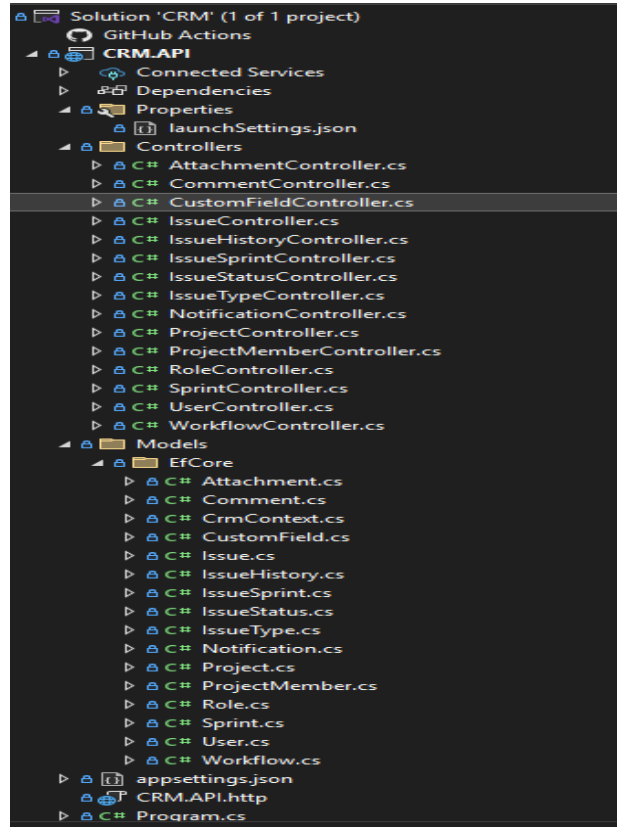 Solution 'CRM' (1 of 1 project)
GitHub Actions
CRM.API
Connected Services
Dependencies
Properties
launchSettings.json
Controllers
C# AttachmentController.cs
C# CommentController.cs
C# CustomFieldController.cs
C# IssueController.cs
C# IssueHistoryController.cs
C# IssueSprintController.cs
C# IssueStatusController.cs
C# IssueTypeController.cs
C# NotificationController.cs
C# ProjectController.cs
C# ProjectMemberController.cs
C# RoleController.cs
C# SprintController.cs
C# UserController.cs
C# WorkflowController.cs
Models
EfCore
C# Attachment.cs
C# Comment.cs
C# CrmContext.cs
C# CustomField.cs
C# Issue.cs
C# IssueHistory.cs
C# IssueSprint.cs
C# IssueStatus.cs
C# IssueType.cs
C# Notification.cs
C# Project.cs
C# ProjectMember.cs
C# Role.cs
C# Sprint.cs
C# User.cs
C# Workflow.cs
appsettings.json
CRM.API.http
C# Program.cs